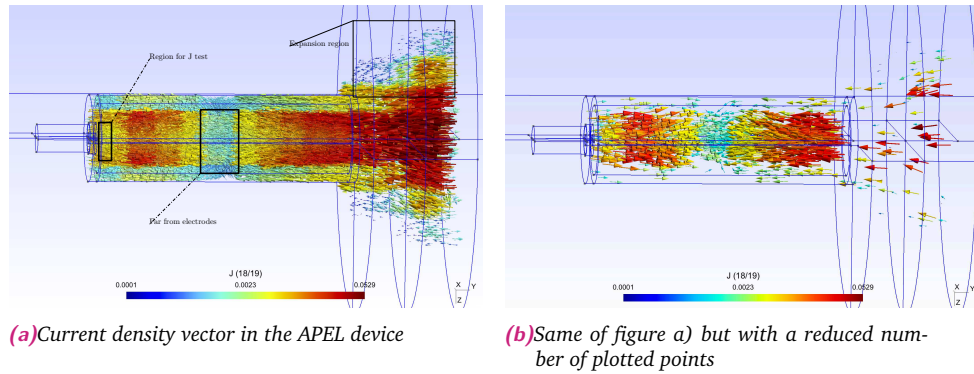 Expansion region
Region for J test
Far from electrodes
J (18/19)
0.0001
0.0023
0.0529
X
Y
Z
J (18/19)
0.0001
0.0023
0.0529
X
Y
Z
(a)Current density vector in the APEL device
(b)Same of figure a) but with a reduced num-
ber of plotted points